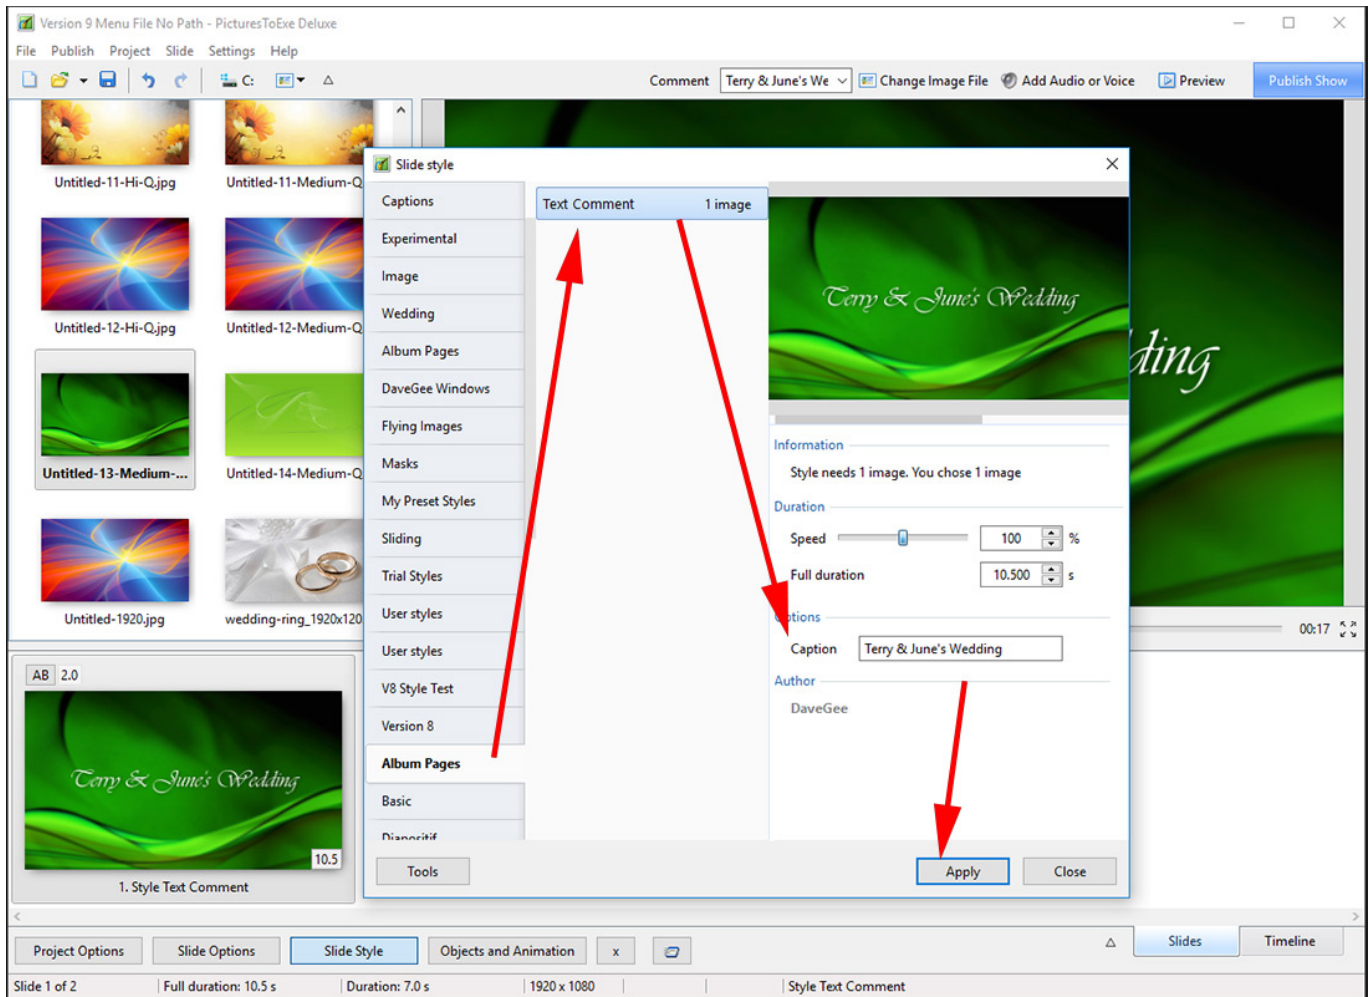 Version 9 Menu File No Path - PicturesToExe Deluxe
File Publish Project Slide Settings Help
C: Comment Terry & June's We Change Image File Add Audio or Voice Preview Publish Show
Untitled-11-Hi-Q.jpg Untitled-11-Medium-Q
Untitled-12-Hi-Q.jpg Untitled-12-Medium-Q
Untitled-13-Medium-... Untitled-14-Medium-Q
Untitled-1920.jpg wedding-ring_1920x120
Slide style
Captions
Experimental
Image
Wedding
Album Pages
DaveGee Windows
Flying Images
Masks
My Preset Styles
Sliding
Trial Styles
User styles
User styles
V8 Style Test
Version 8
Album Pages
Basic
Diapositif
Text Comment 1 image
Terry & June's Wedding
Information
Style needs 1 image. You chose 1 image
Duration
Speed 100 %
Full duration 10.500 s
Options
Caption Terry & June's Wedding
Author
DaveGee
Tools Apply Close
ding
00:17
AB 2.0
Terry & June's Wedding
10.5
1. Style Text Comment
Project Options Slide Options Slide Style Objects and Animation x Slides Timeline
Slide 1 of 2 Full duration: 10.5 s Duration: 7.0 s 1920 x 1080 Style Text Comment